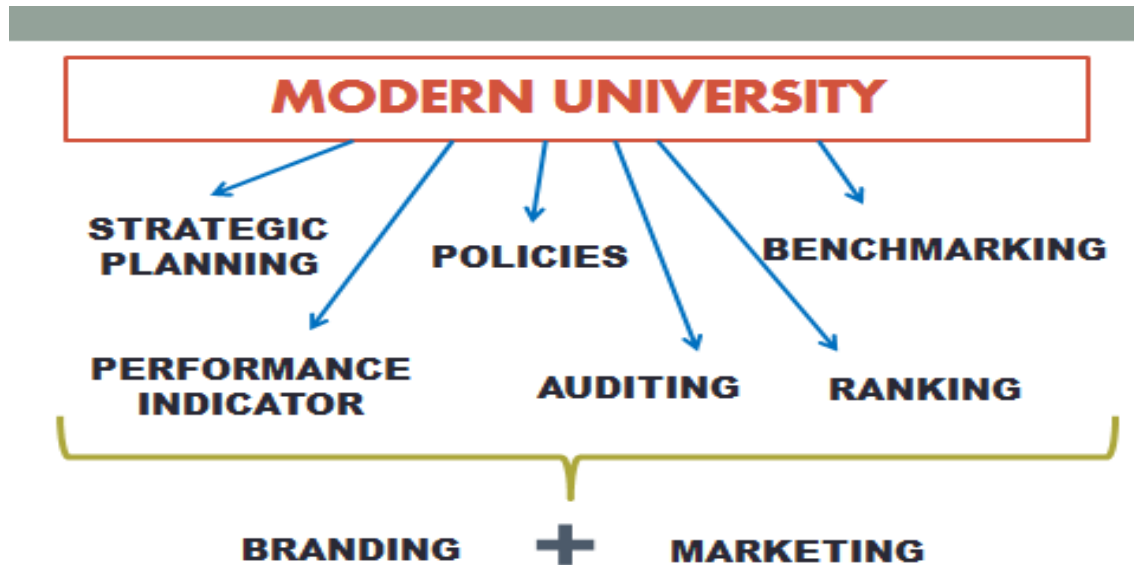 MODERN UNIVERSITY
STRATEGIC
PLANNING
POLICIES
BENCHMARKING
PERFORMANCE
INDICATOR
AUDITING
RANKING
BRANDING + MARKETING